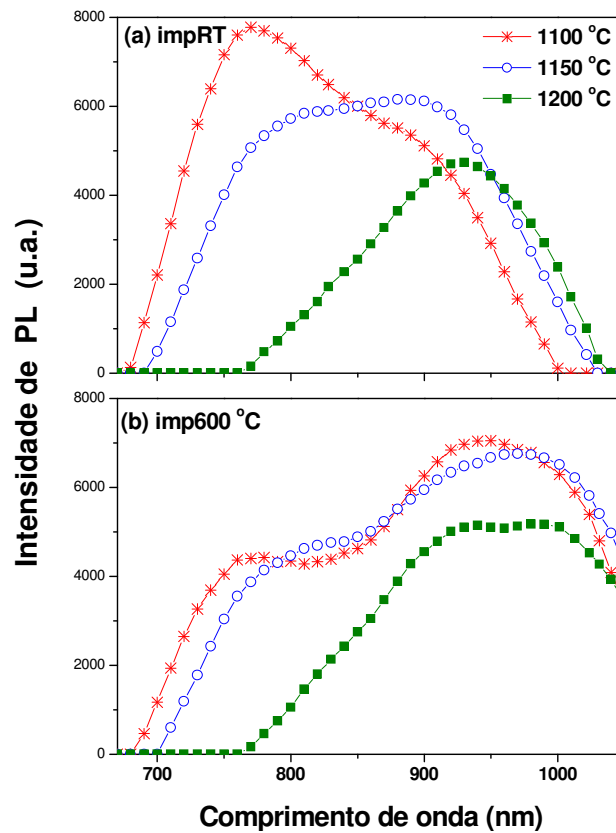 8000
(a) impRT
1100 °C
1150 °C
1200 °C
6000
4000
2000
0
Intensidade de PL (u.a.)
8000
(b) imp600 °C
6000
4000
2000
0
700 800 900 1000
Comprimento de onda (nm)